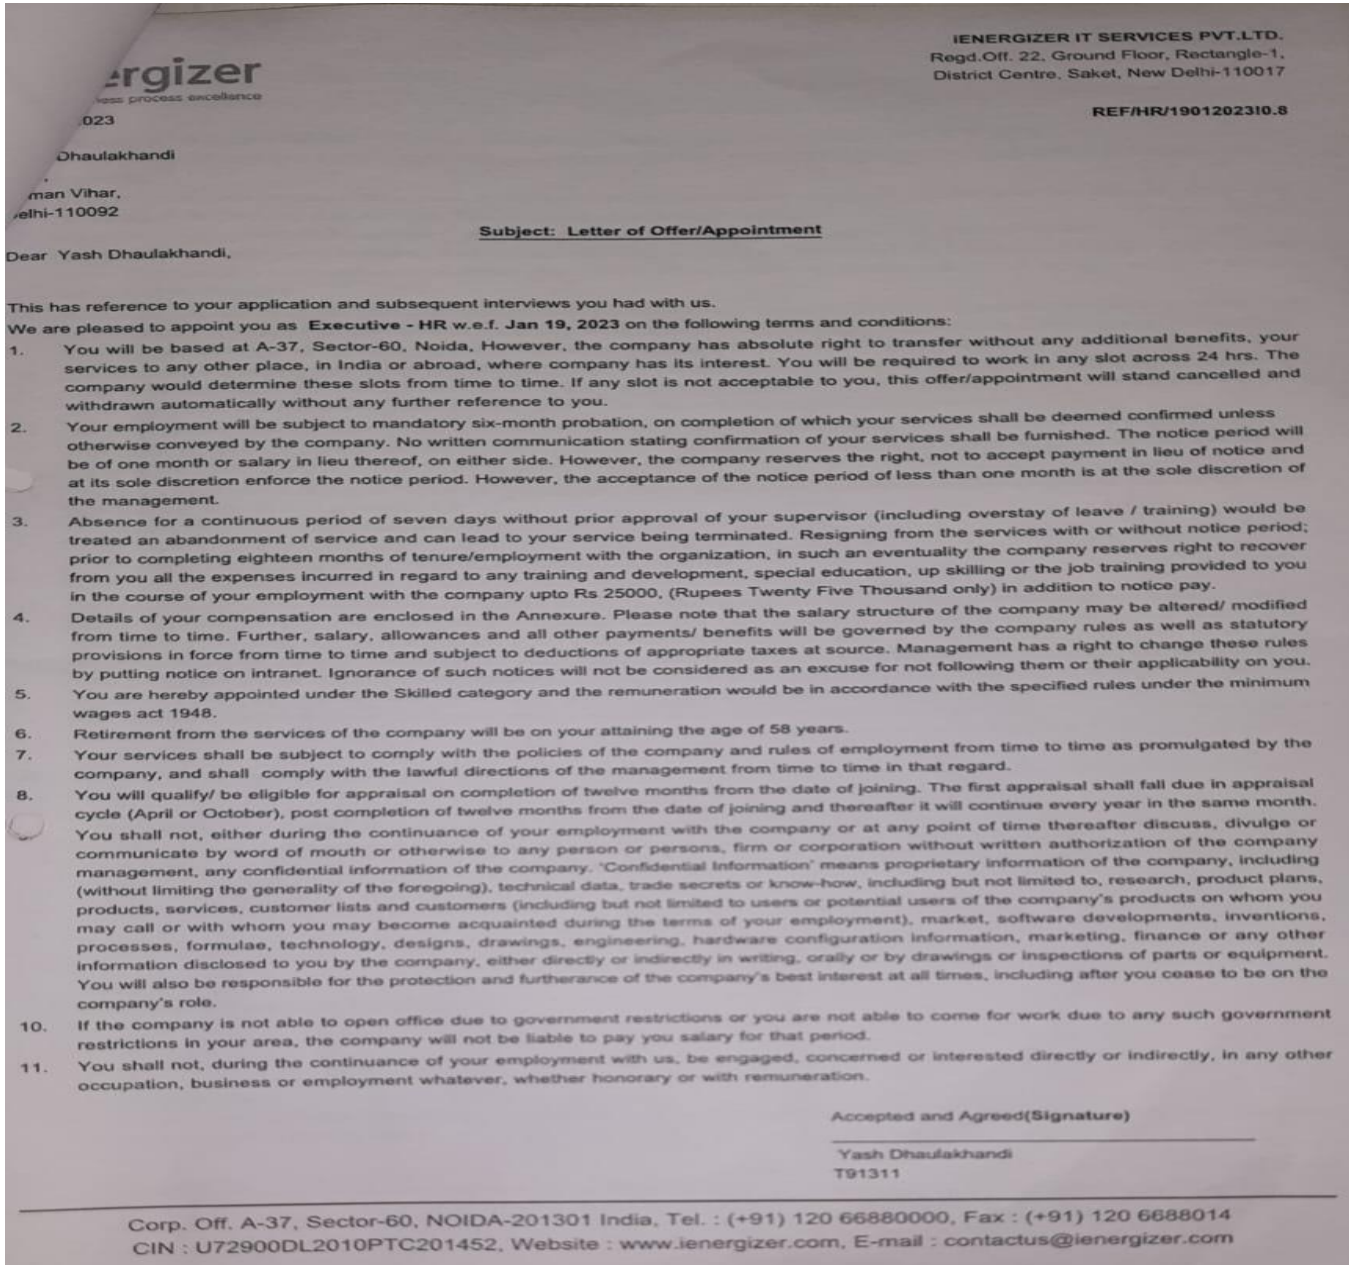 iENERGIZER IT SERVICES PVT.LTD.
Regd.Off. 22, Ground Floor, Rectangle-1,
District Centre, Saket, New Delhi-110017
ergizer
ess process excellence
REF/HR/19012023!0.8
023
Dhaulakhandi
man Vihar,
elhi-110092
Subject: Letter of Offer/Appointment
Dear Yash Dhaulakhandi,
This has reference to your application and subsequent interviews you had with us.
We are pleased to appoint you as Executive - HR w.e.f. Jan 19, 2023 on the following terms and conditions:
1. You will be based at A-37, Sector-60, Noida, However, the company has absolute right to transfer without any additional benefits, your
services to any other place, in India or abroad, where company has its interest. You will be required to work in any slot across 24 hrs. The
company would determine these slots from time to time. If any slot is not acceptable to you, this offer/appointment will stand cancelled and
withdrawn automatically without any further reference to you.
2. Your employment will be subject to mandatory six-month probation, on completion of which your services shall be deemed confirmed unless
otherwise conveyed by the company. No written communication stating confirmation of your services shall be furnished. The notice period will
be of one month or salary in lieu thereof, on either side. However, the company reserves the right, not to accept payment in lieu of notice and
at its sole discretion enforce the notice period. However, the acceptance of the notice period of less than one month is at the sole discretion of
the management.
3. Absence for a continuous period of seven days without prior approval of your supervisor (including overstay of leave / training) would be
treated an abandonment of service and can lead to your service being terminated. Resigning from the services with or without notice period;
prior to completing eighteen months of tenure/employment with the organization, in such an eventuality the company reserves right to recover
from you all the expenses incurred in regard to any training and development, special education, up skilling or the job training provided to you
in the course of your employment with the company upto Rs 25000, (Rupees Twenty Five Thousand only) in addition to notice pay.
4. Details of your compensation are enclosed in the Annexure. Please note that the salary structure of the company may be altered/ modified
from time to time. Further, salary, allowances and all other payments/ benefits will be governed by the company rules as well as statutory
provisions in force from time to time and subject to deductions of appropriate taxes at source. Management has a right to change these rules
by putting notice on intranet. Ignorance of such notices will not be considered as an excuse for not following them or their applicability on you.
5. You are hereby appointed under the Skilled category and the remuneration would be in accordance with the specified rules under the minimum
wages act 1948.
6. Retirement from the services of the company will be on your attaining the age of 58 years.
7. Your services shall be subject to comply with the policies of the company and rules of employment from time to time as promulgated by the
company, and shall comply with the lawful directions of the management from time to time in that regard.
8. You will qualify/ be eligible for appraisal on completion of twelve months from the date of joining. The first appraisal shall fall due in appraisal
cycle (April or October), post completion of twelve months from the date of joining and thereafter it will continue every year in the same month.
You shall not, either during the continuance of your employment with the company or at any point of time thereafter discuss, divulge or
communicate by word of mouth or otherwise to any person or persons, firm or corporation without written authorization of the company
management, any confidential information of the company. 'Confidential Information' means proprietary information of the company, including
(without limiting the generality of the foregoing), technical data, trade secrets or know-how, including but not limited to, research, product plans,
products, services, customer lists and customers (including but not limited to users or potential users of the company's products on whom you
may call or with whom you may become acquainted during the terms of your employment), market, software developments, inventions,
processes, formulae, technology, designs, drawings, engineering, hardware configuration information, marketing, finance or any other
information disclosed to you by the company, either directly or indirectly in writing, orally or by drawings or inspections of parts or equipment.
You will also be responsible for the protection and furtherance of the company's best interest at all times, including after you cease to be on the
company's role.
10. If the company is not able to open office due to government restrictions or you are not able to come for work due to any such government
restrictions in your area, the company will not be liable to pay you salary for that period.
11. You shall not, during the continuance of your employment with us, be engaged, concerned or interested directly or indirectly, in any other
occupation, business or employment whatever, whether honorary or with remuneration.
Accepted and Agreed(Signature)
Yash Dhaulakhandi
T91311
Corp. Off. A-37, Sector-60, NOIDA-201301 India, Tel. : (+91) 120 66880000, Fax : (+91) 120 6688014
CIN : U72900DL2010PTC201452, Website : www.ienergizer.com, E-mail : contactus@ienergizer.com